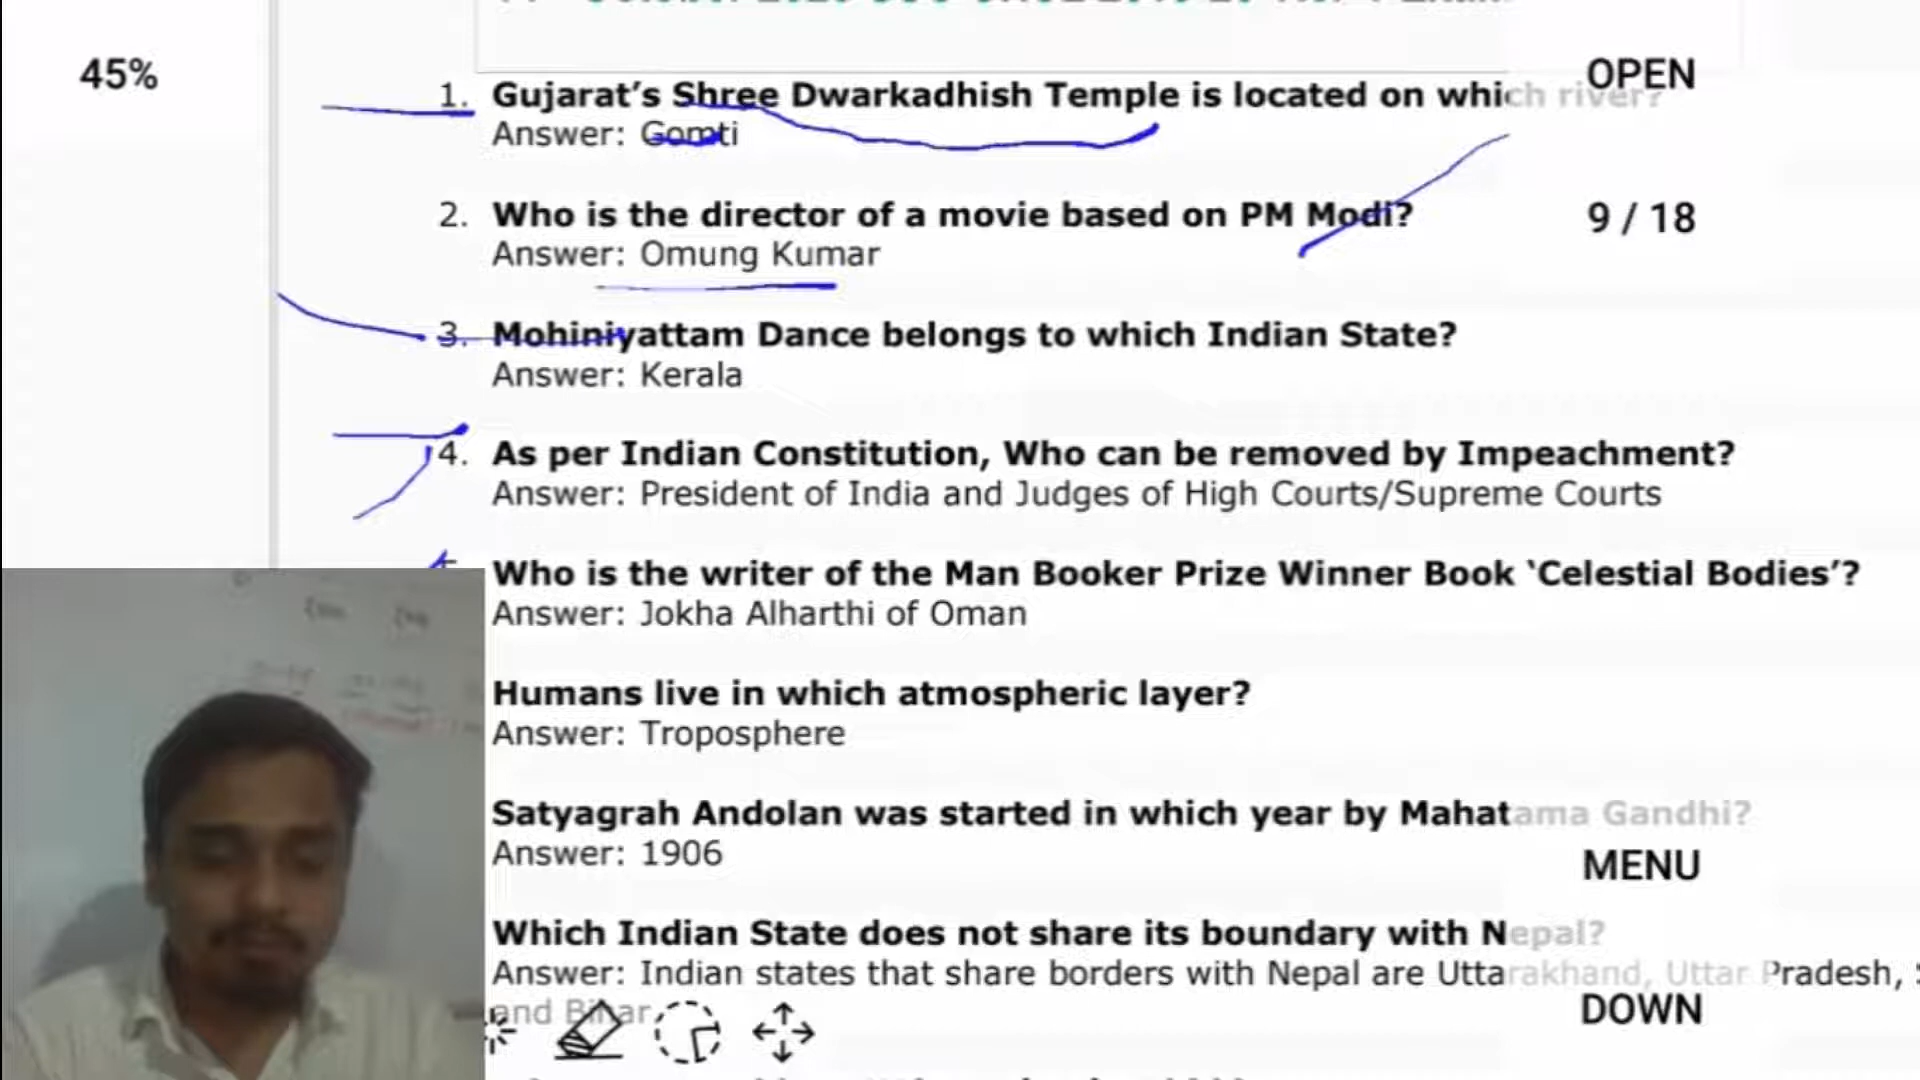 45%
OPEN
1. Gujarat’s Shree Dwarkadhish Temple is located on which river?
Answer: Gomti
2. Who is the director of a movie based on PM Modi?
9 / 18
Answer: Omung Kumar
3. Mohiniyattam Dance belongs to which Indian State?
Answer: Kerala
4. As per Indian Constitution, Who can be removed by Impeachment?
Answer: President of India and Judges of High Courts/Supreme Courts
Who is the writer of the Man Booker Prize Winner Book ‘Celestial Bodies’?
Answer: Jokha Alharthi of Oman
Humans live in which atmospheric layer?
Answer: Troposphere
Satyagrah Andolan was started in which year by Mahatama Gandhi?
Answer: 1906
MENU
Which Indian State does not share its boundary with Nepal?
Answer: Indian states that share borders with Nepal are Uttarakhand, Uttar Pradesh,
and Bihar
DOWN